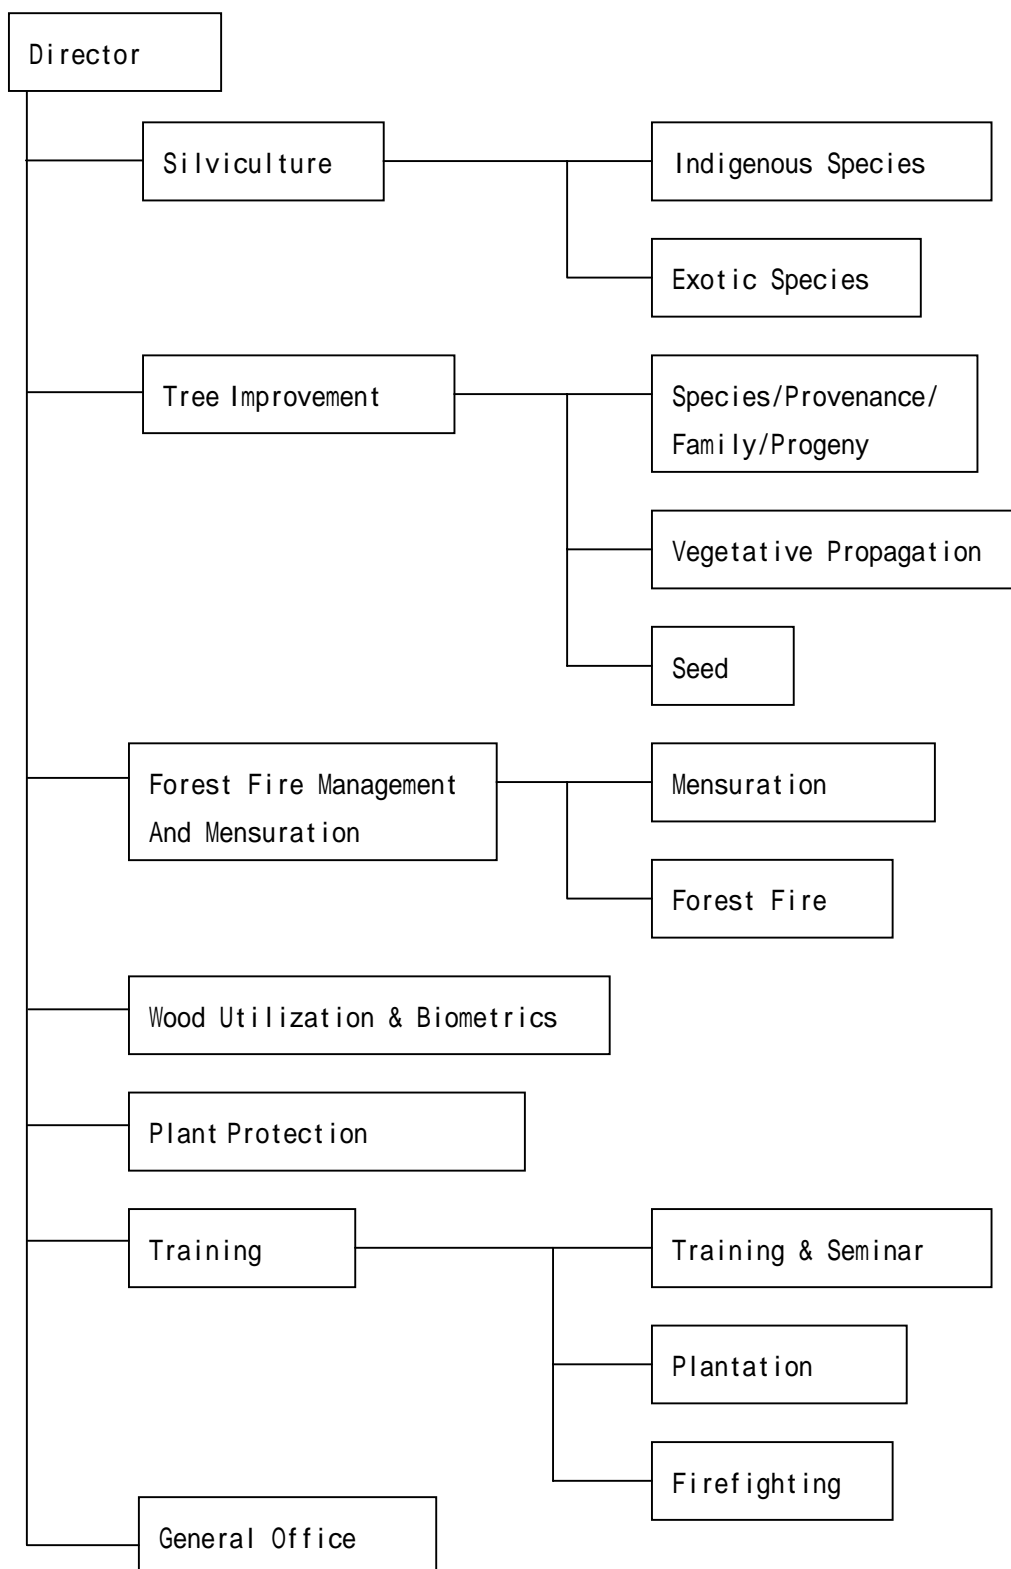 Director
Silviculture
Indigenous Species
Exotic Species
Tree Improvement
Species/Provenance/
Family/Progeny
Vegetative Propagation
Seed
Forest Fire Management
And Mensuration
Mensuration
Forest Fire
Wood Utilization & Biometrics
Plant Protection
Training
Training & Seminar
Plantation
Firefighting
General Office